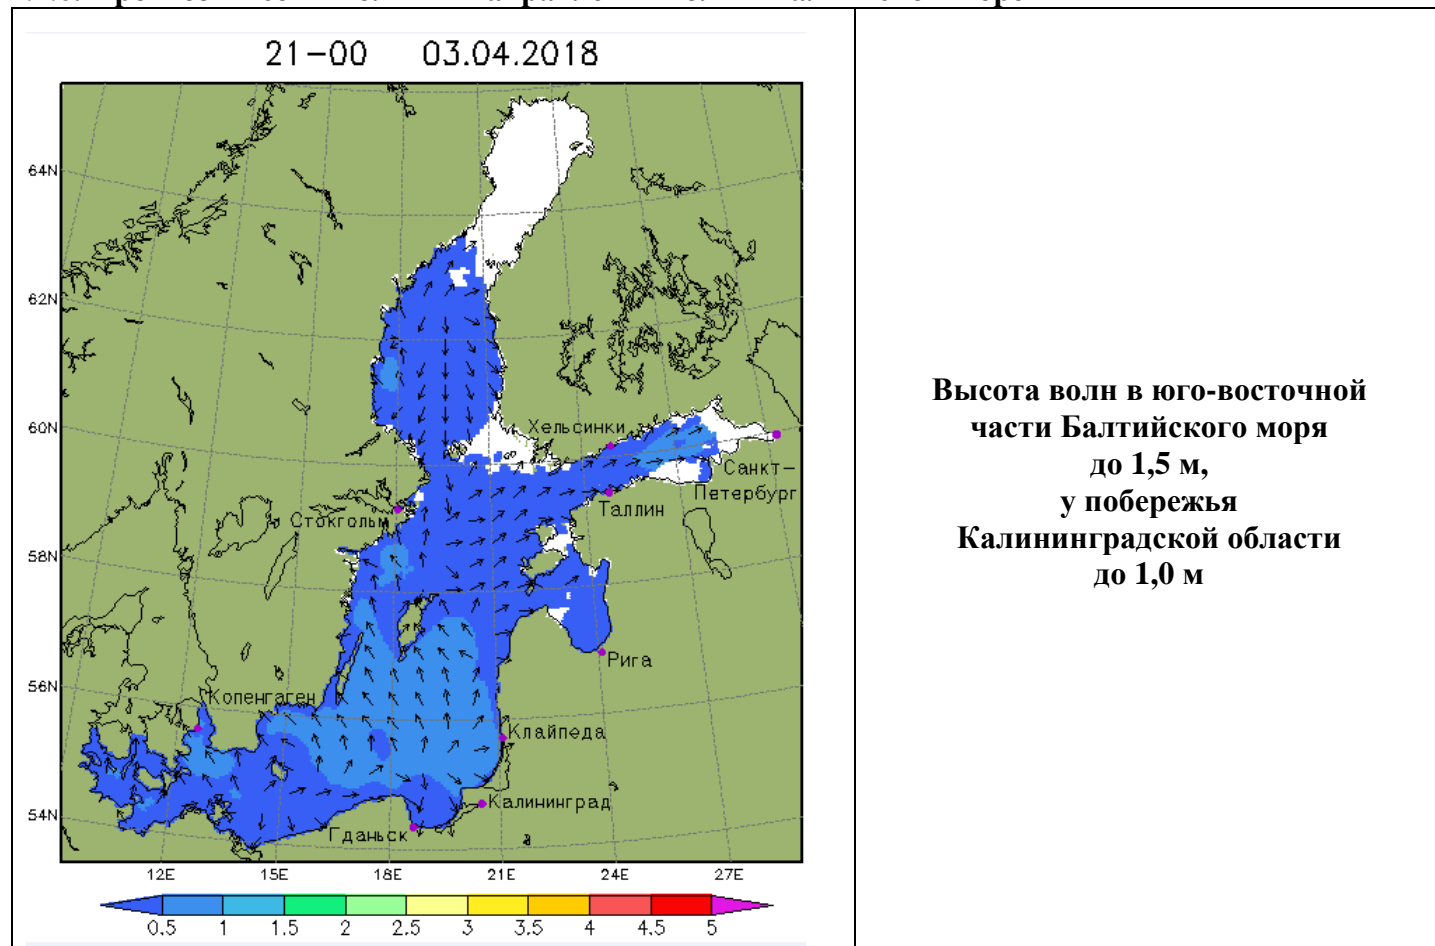 21-00 03.04.2018
64N
62N
60N
58N
56N
54N
Хельсинки
Санкт-
Петербург
Таллин
Стокгольм
Рига
Копенгаген
Клайпеда
Калининград
Гданьск
12E 15E 18E 21E 24E 27E
0.5 1 1.5 2 2.5 3 3.5 4 4.5 5
Высота волн в юго-восточной
части Балтийского моря
до 1,5 м,
у побережья
Калининградской области
до 1,0 м